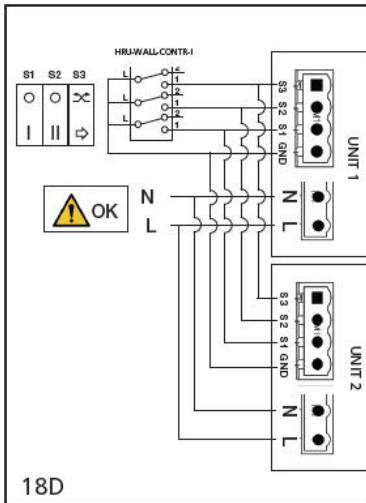 HRU-WALL-CONTR-I
S1 S2 S3
I II
L 2
1
L 2
1
L 2
1
S3
S2
S1
GND
N
L
UNIT 1
OK
N
L
S3
S2
S1
GND
N
L
UNIT 2
18D